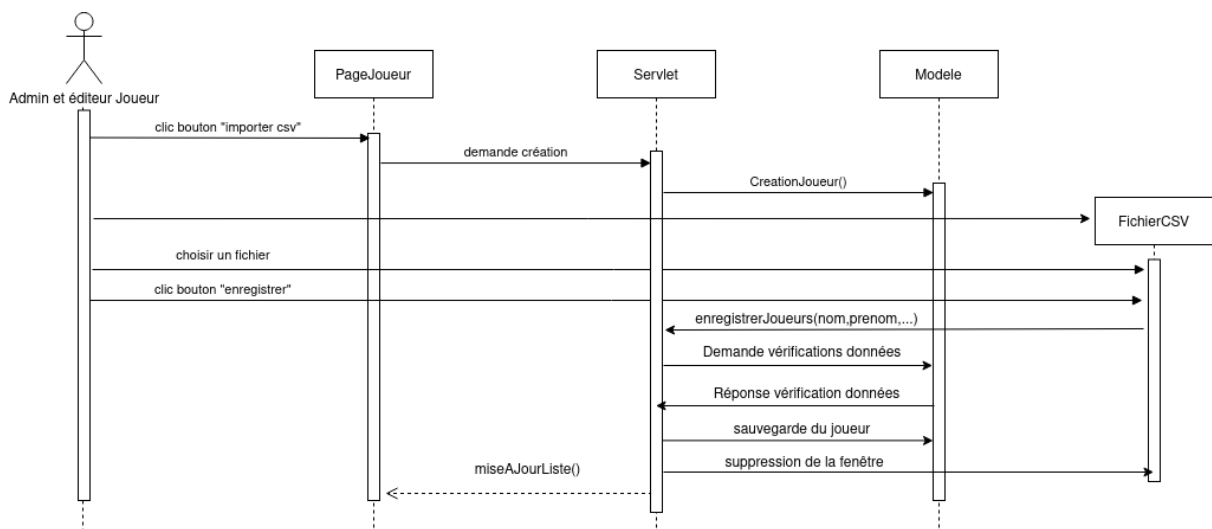 Admin et éditeur Joueur
PageJoueur
Servlet
Modele
clic bouton "importer csv"
demande création
CreationJoueur()
FichierCSV
choisir un fichier
clic bouton "enregistrer"
enregistrerJoueurs(nom,prenom,...)
Demande vérifications données
Réponse vérification données
sauvegarde du joueur
suppression de la fenêtre
miseAJourListe()